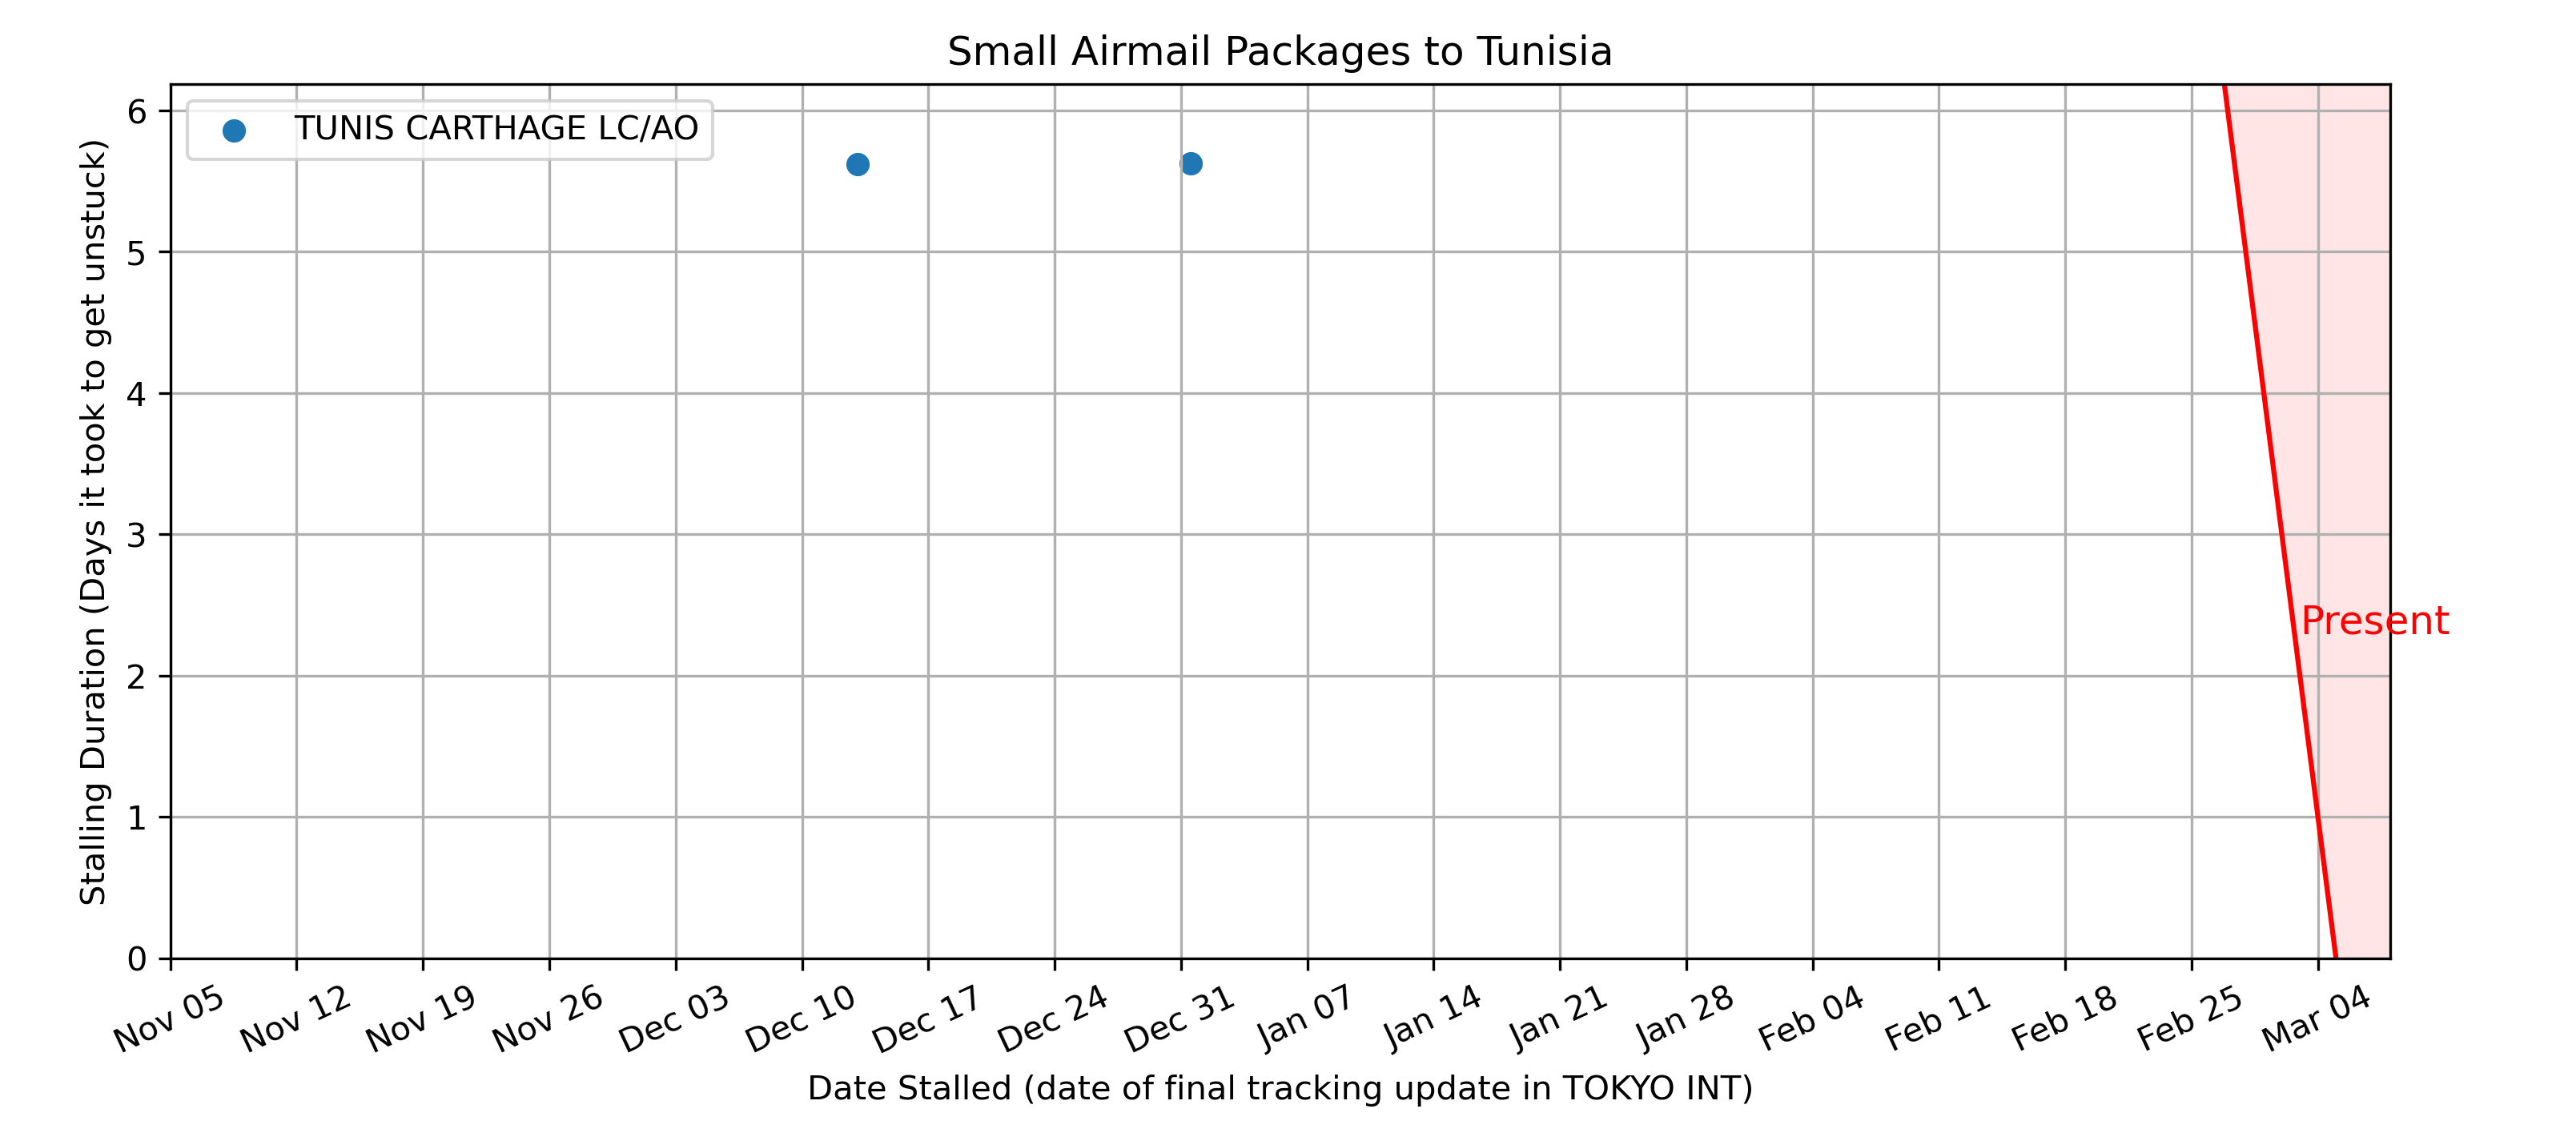 Small Airmail Packages to Tunisia
TUNIS CARTHAGE LC/AO
Stalling Duration (Days it took to get unstuck)
6
5
4
3
2
1
0
Present
Nov 05
Nov 12
Nov 19
Nov 26
Dec 03
Dec 10
Dec 17
Dec 24
Dec 31
Jan 07
Jan 14
Jan 21
Jan 28
Feb 04
Feb 11
Feb 18
Feb 25
Mar 04
Date Stalled (date of final tracking update in TOKYO INT)